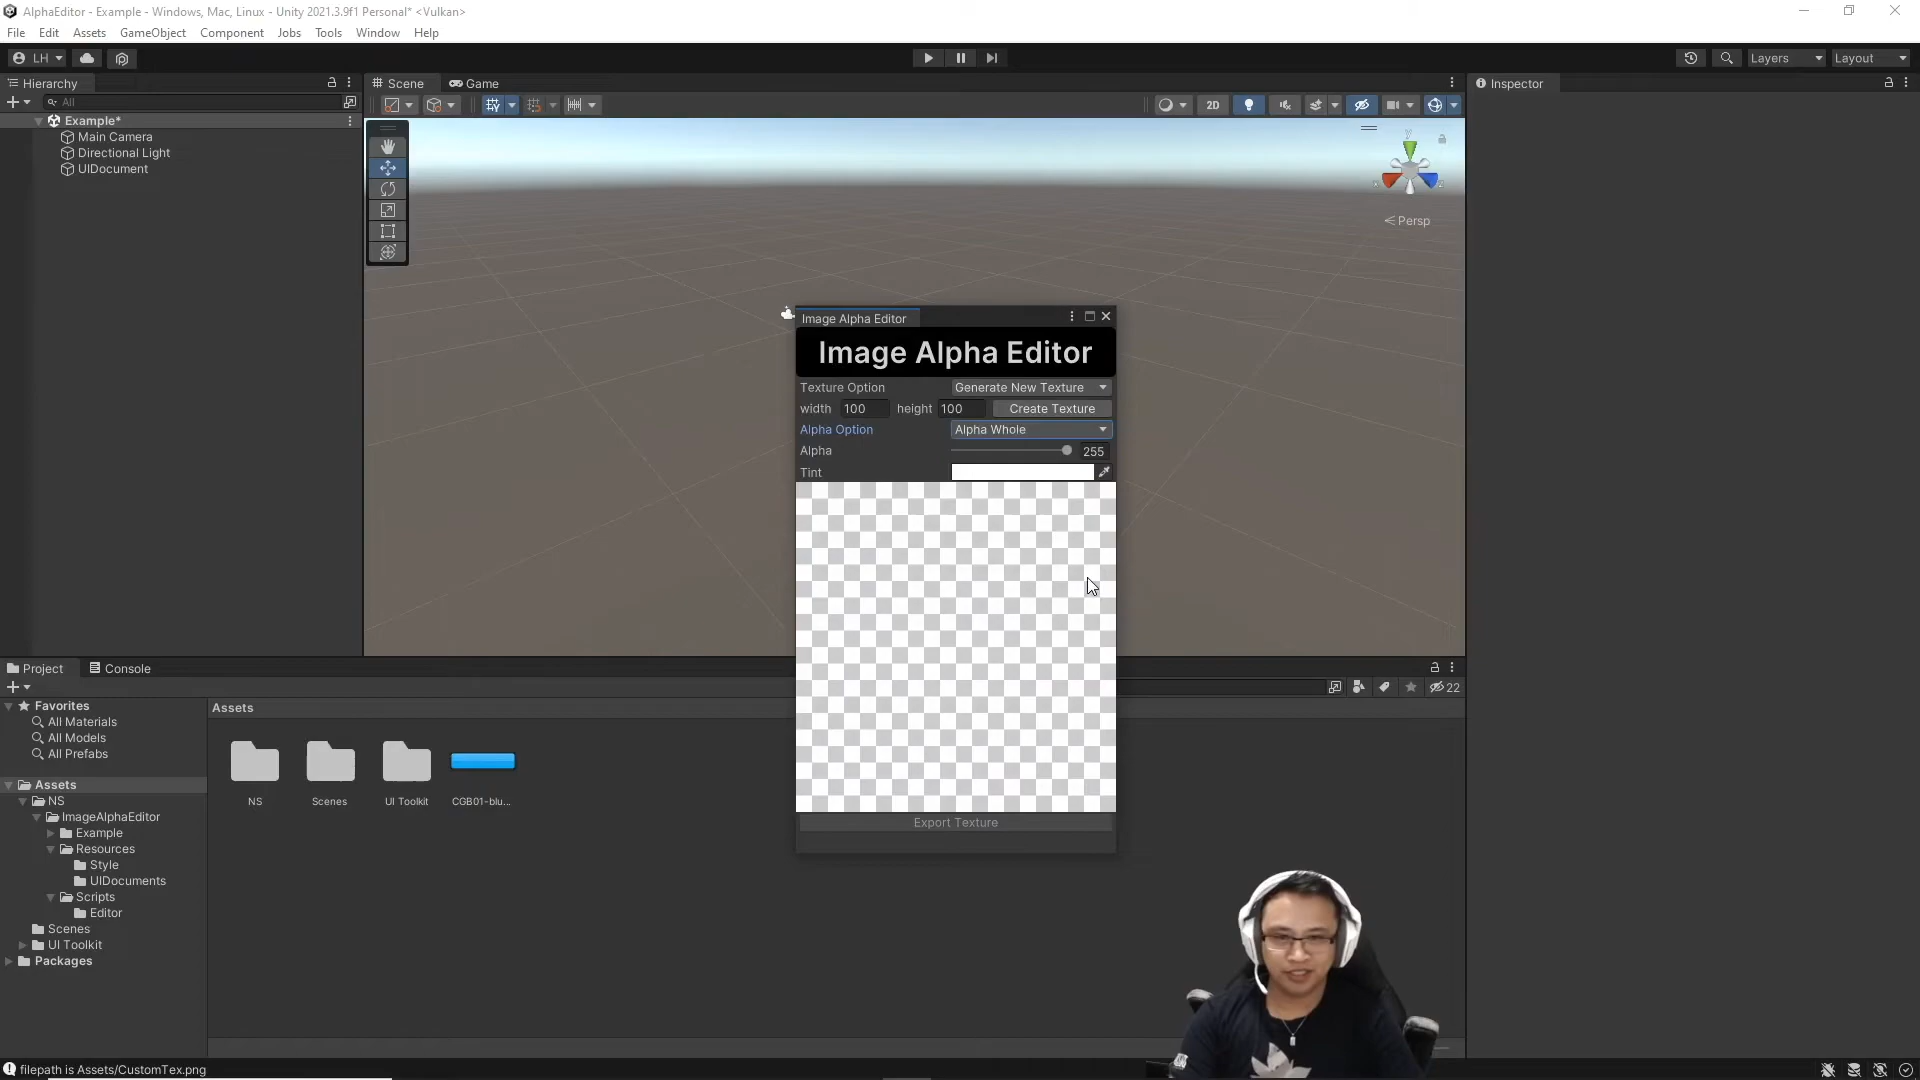 AlphaEditor - Example - Windows, Mac, Linux - Unity 2021.3.9f1 Personal* <Vulkan>
File Edit Assets GameObject Component Jobs Tools Window Help
LH Layers Layout
Hierarchy Scene Game Inspector
All
2D
Example*
Main Camera
Directional Light
UIDocument
y
Persp
Image Alpha Editor
Image Alpha Editor
Texture Option Generate New Texture
width 100 height 100 Create Texture
Alpha Option Alpha Whole
Alpha 255
Tint
Export Texture
Project Console
22
Favorites
All Materials
All Models
All Prefabs
Assets
NS
ImageAlphaEditor
Example
Resources
Style
UIDocuments
Scripts
Editor
Scenes
UI Toolkit
Packages
Assets
NS Scenes UI Toolkit CGB01-blu...
filepath is Assets/CustomTex.png